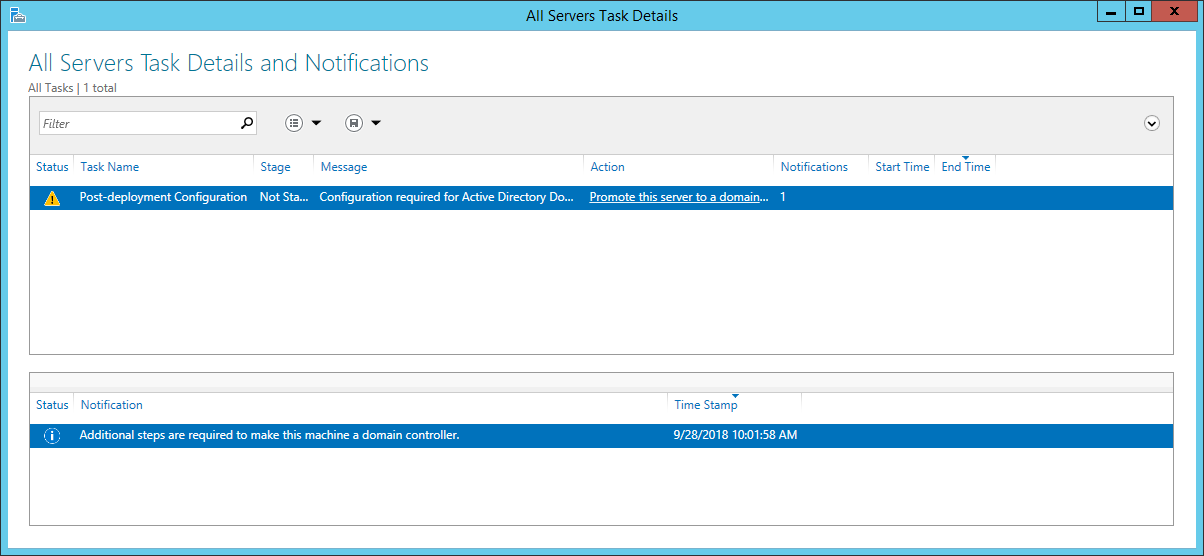 All Servers Task Details
All Servers Task Details and Notifications
All Tasks | 1 total
Filter
Status Task Name Stage Message Action Notifications Start Time End Time
Post-deployment Configuration Not Sta... Configuration required for Active Directory Do... Promote this server to a domain... 1
Status Notification Time Stamp
Additional steps are required to make this machine a domain controller. 9/28/2018 10:01:58 AM